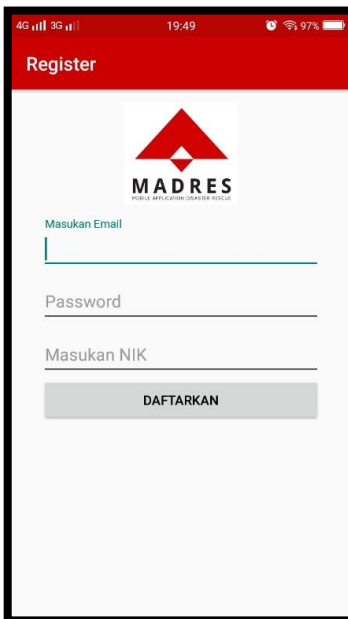 4G 3G 19:49 97%
Register
MADRES
MOBILE APPLICATION DISASTER RESCUE
Masukan Email
Password
Masukan NIK
DAFTARKAN